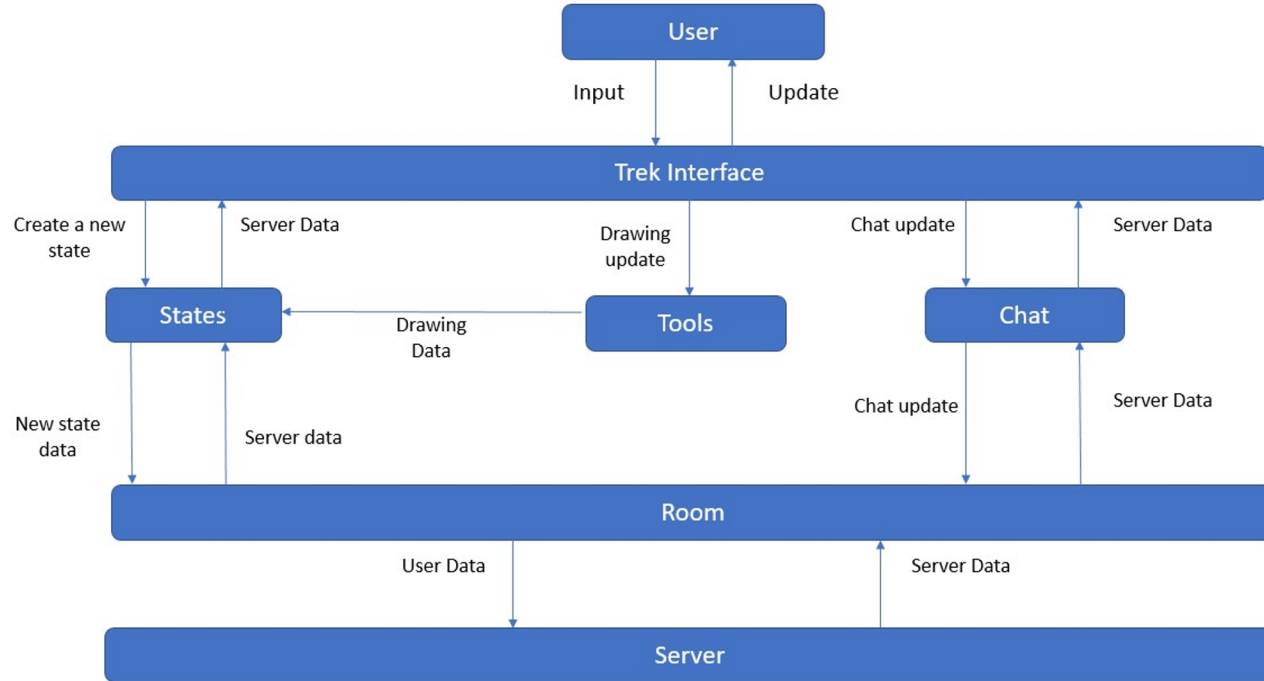 User
Input
Update
Trek Interface
Create a new
state
Server Data
Drawing
update
Chat update
Server Data
States
Drawing
Data
Tools
Chat
New state
data
Server data
Chat update
Server Data
Room
User Data
Server Data
Server